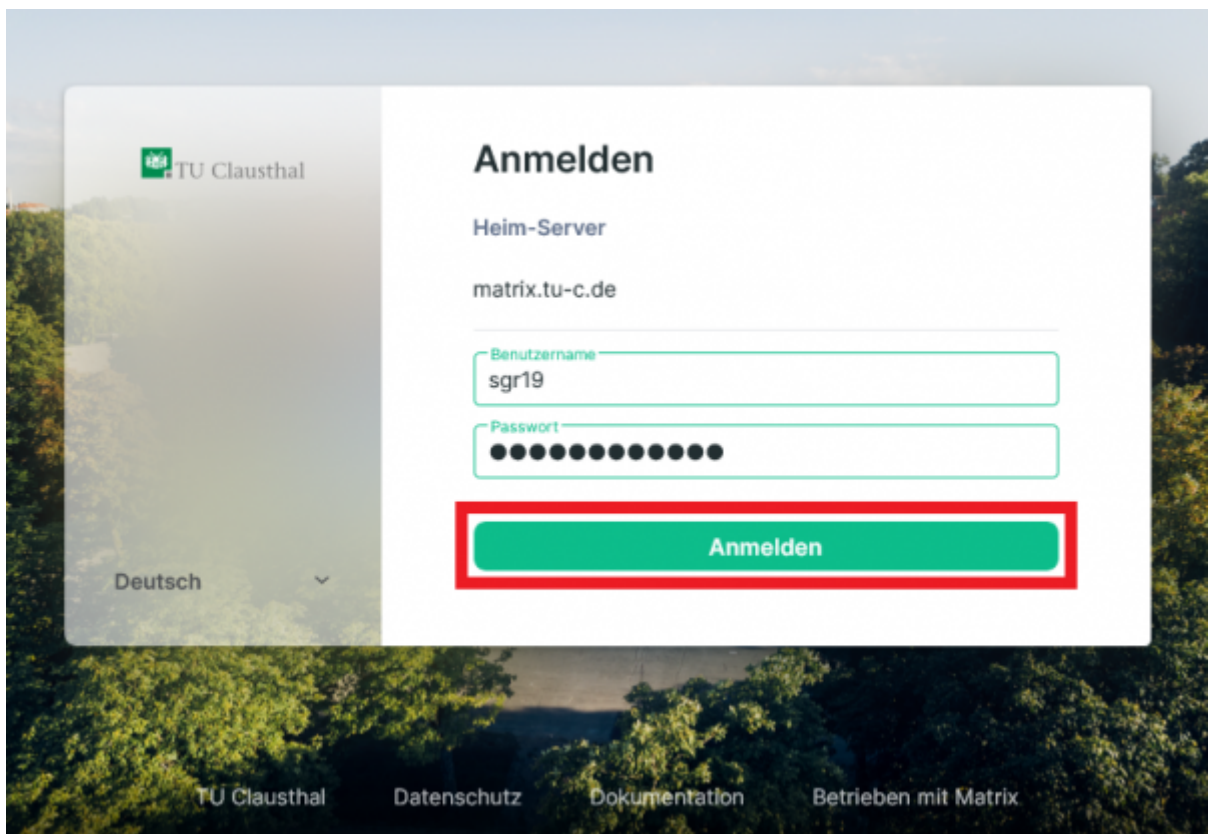 TU Clausthal
Anmelden
Heim-Server
matrix.tu-c.de
Benutzername
sgr19
Passwort
●●●●●●●●●●●●
Anmelden
Deutsch
TU Clausthal Datenschutz Dokumentation Betrieben mit Matrix